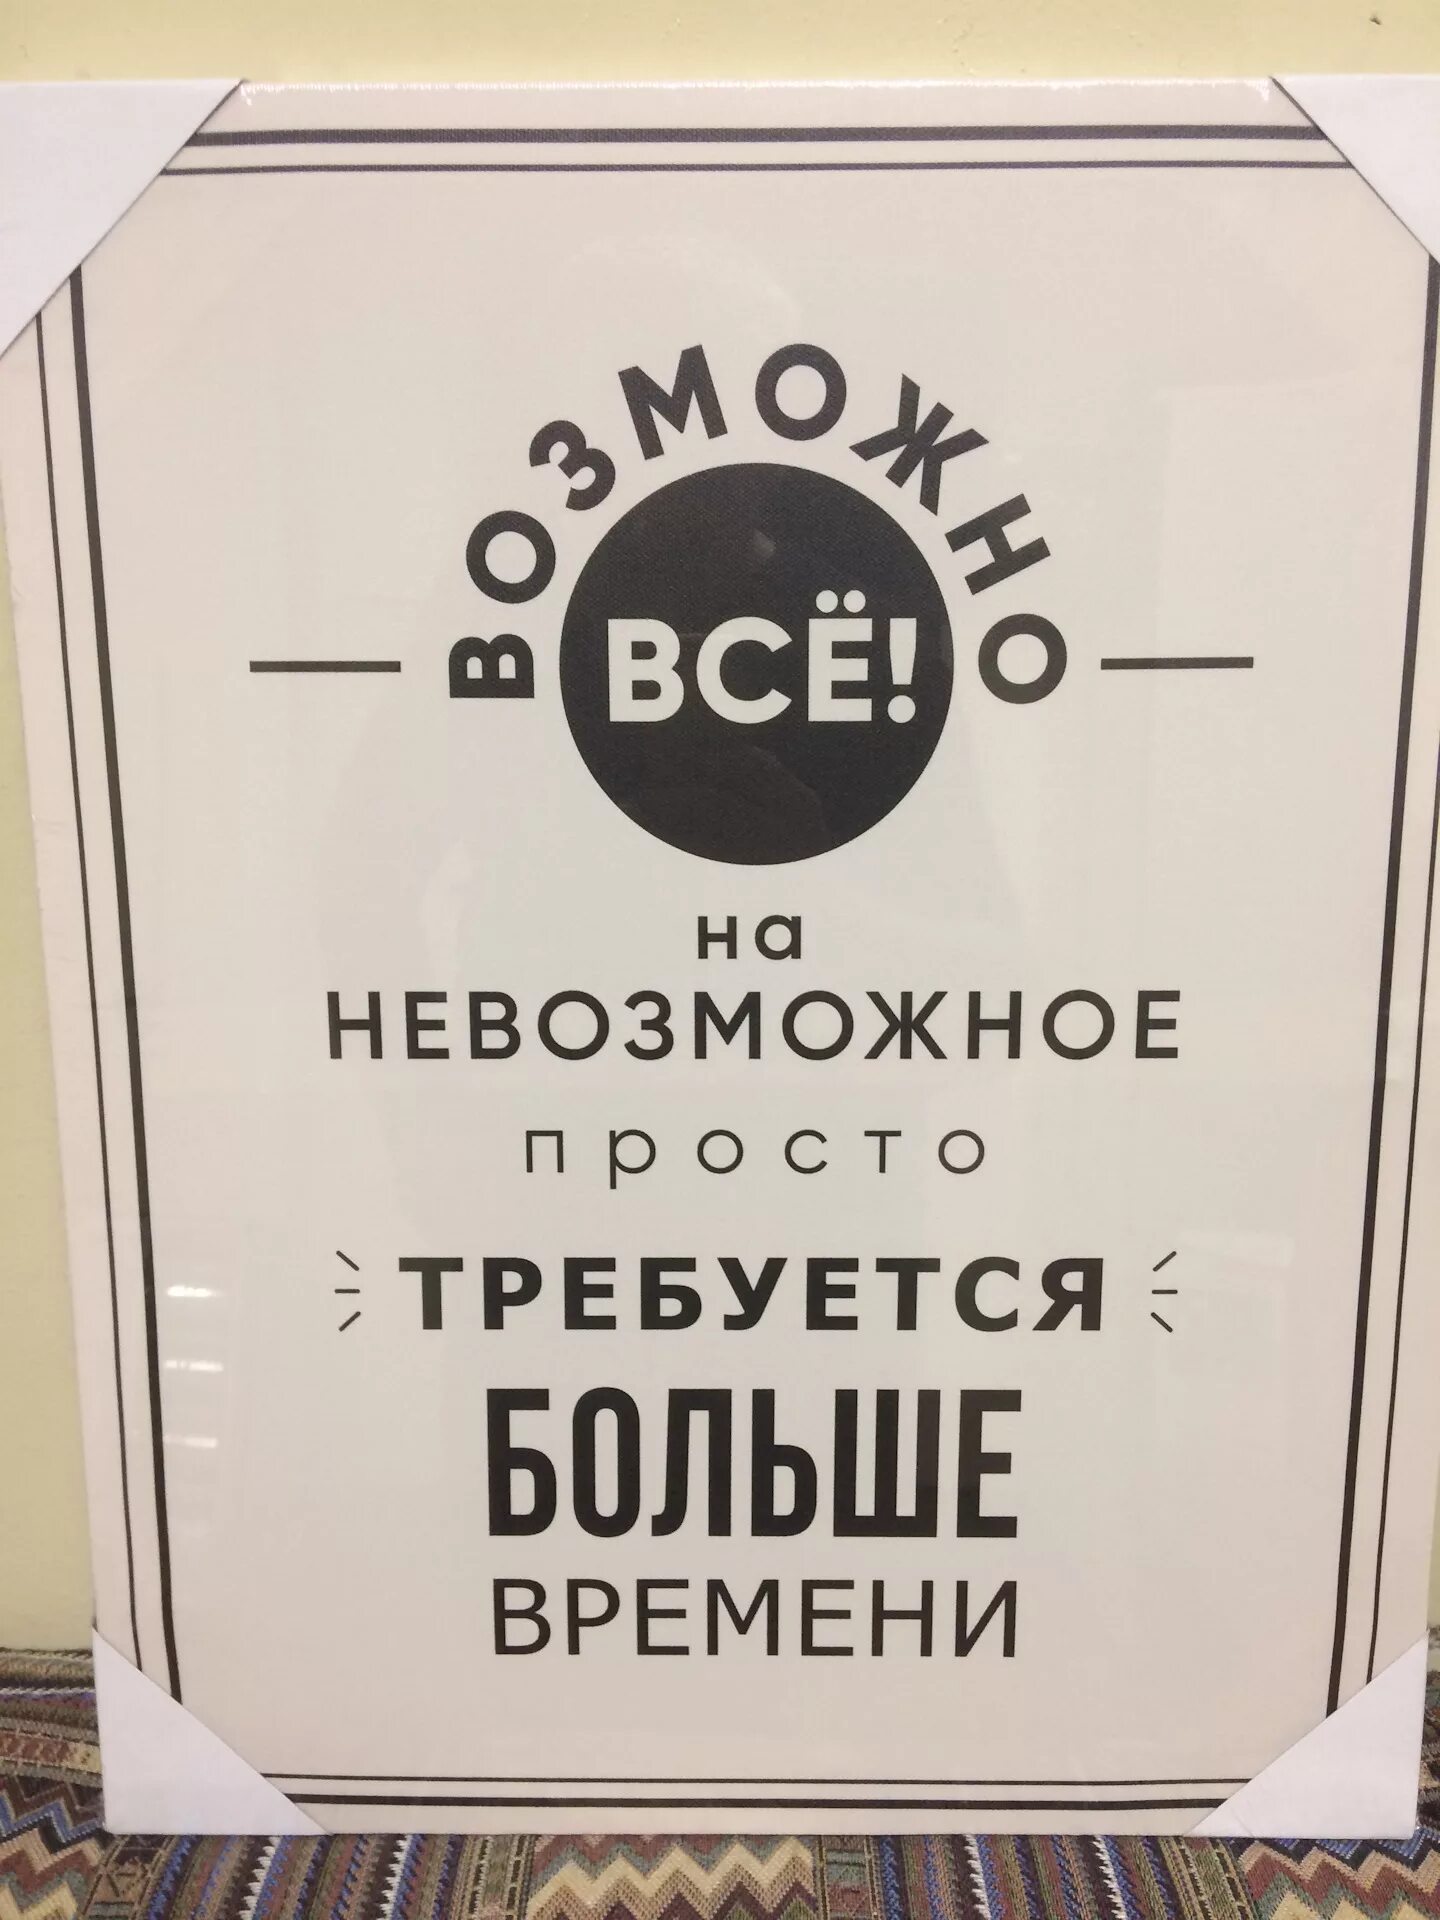 ВОЗМОЖНО
ВСЁ!
на
НЕВОЗМОЖНОЕ
просто
ТРЕБУЕТСЯ
БОЛЬШЕ
ВРЕМЕНИ